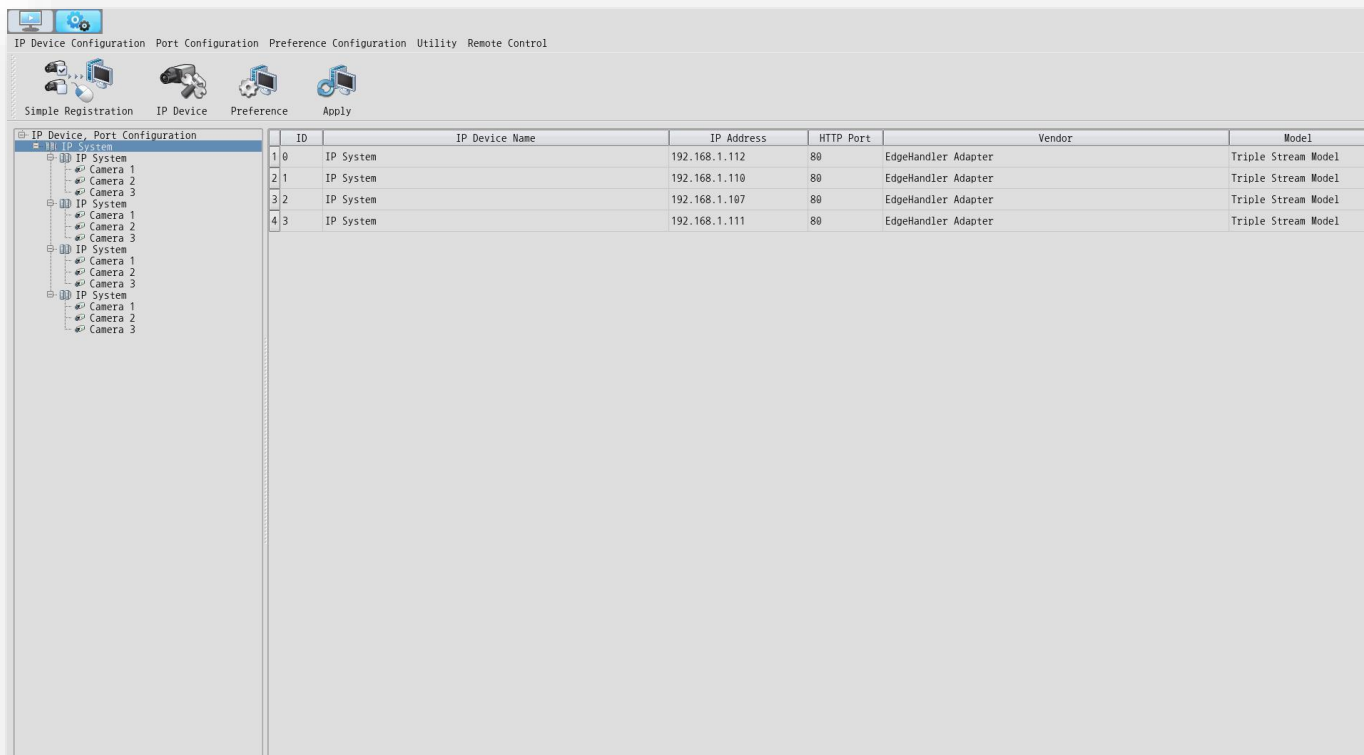 IP Device Configuration Port Configuration Preference Configuration Utility Remote Control
Simple Registration IP Device Preference Apply
IP Device, Port Configuration
IP System
IP System
Camera 1
Camera 2
Camera 3
IP System
Camera 1
Camera 2
Camera 3
IP System
Camera 1
Camera 2
Camera 3
IP System
Camera 1
Camera 2
Camera 3
ID IP Device Name IP Address HTTP Port Vendor Model
1 0 IP System 192.168.1.112 80 EdgeHandler Adapter Triple Stream Model
2 1 IP System 192.168.1.110 80 EdgeHandler Adapter Triple Stream Model
3 2 IP System 192.168.1.107 80 EdgeHandler Adapter Triple Stream Model
4 3 IP System 192.168.1.111 80 EdgeHandler Adapter Triple Stream Model